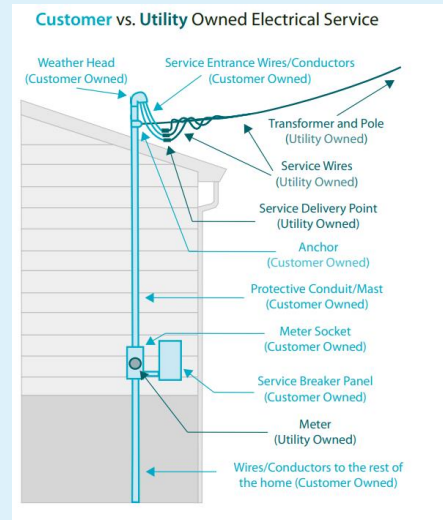 Customer vs. Utility Owned Electrical Service
Weather Head
(Customer Owned)
Service Entrance Wires/Conductors
(Customer Owned)
Transformer and Pole
(Utility Owned)
Service Wires
(Utility Owned)
Service Delivery Point
(Utility Owned)
Anchor
(Customer Owned)
Protective Conduit/Mast
(Customer Owned)
Meter Socket
(Customer Owned)
Service Breaker Panel
(Customer Owned)
Meter
(Utility Owned)
Wires/Conductors to the rest of
the home (Customer Owned)